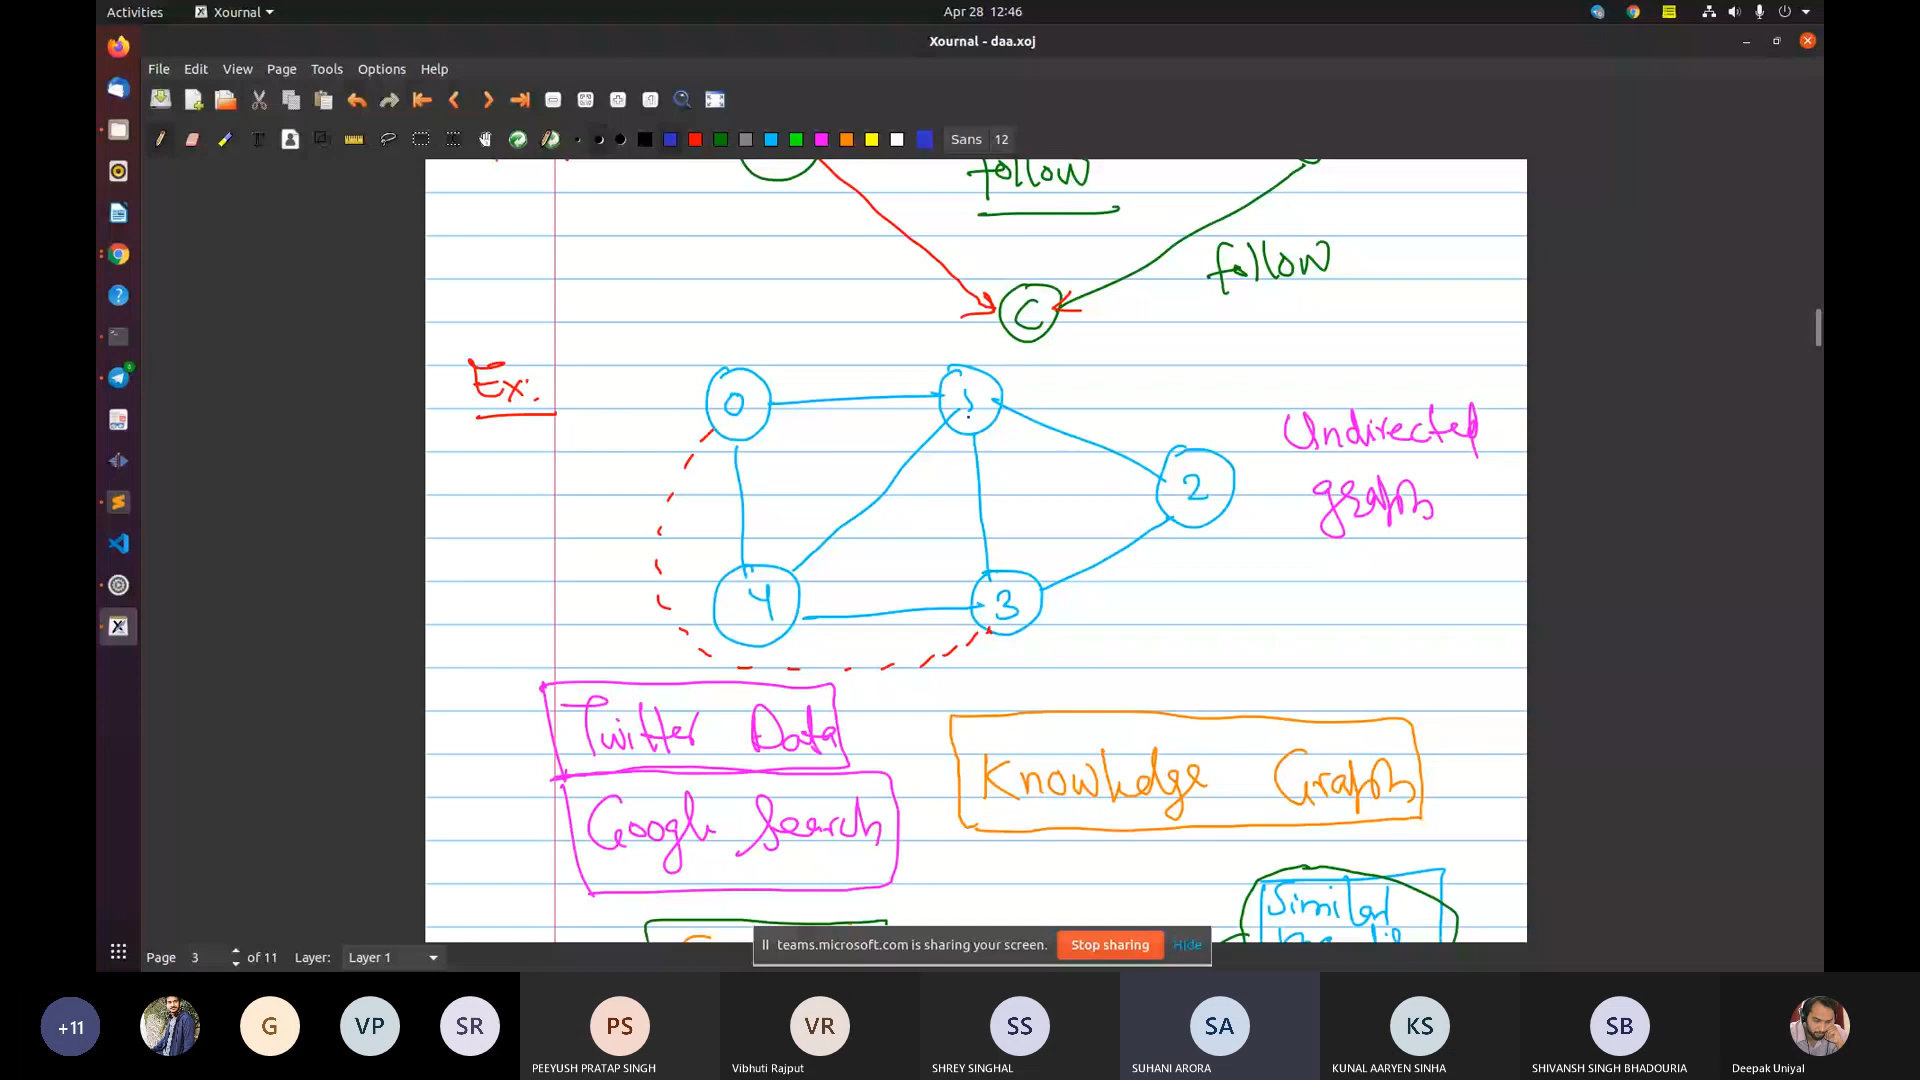 Activities
Xournal
Apr 28 12:46
Xournal - daa.xoj
File Edit View Page Tools Options Help
Sans 12
follow
follow
C
Ex:
0
1
2
Undirected
graph
4
3
Twitter Data
Knowledge Graph
Google Search
Similar
teams.microsoft.com is sharing your screen. Stop sharing Hide
Page 3 of 11 Layer: Layer 1
+11
G
VP
SR
PS
VR
SS
SA
KS
SB
PEEYUSH PRATAP SINGH
Vibhuti Rajput
SHREY SINGHAL
SUHANI ARORA
KUNAL AARYEN SINHA
SHIVANSH SINGH BHADOURIA
Deepak Uniyal